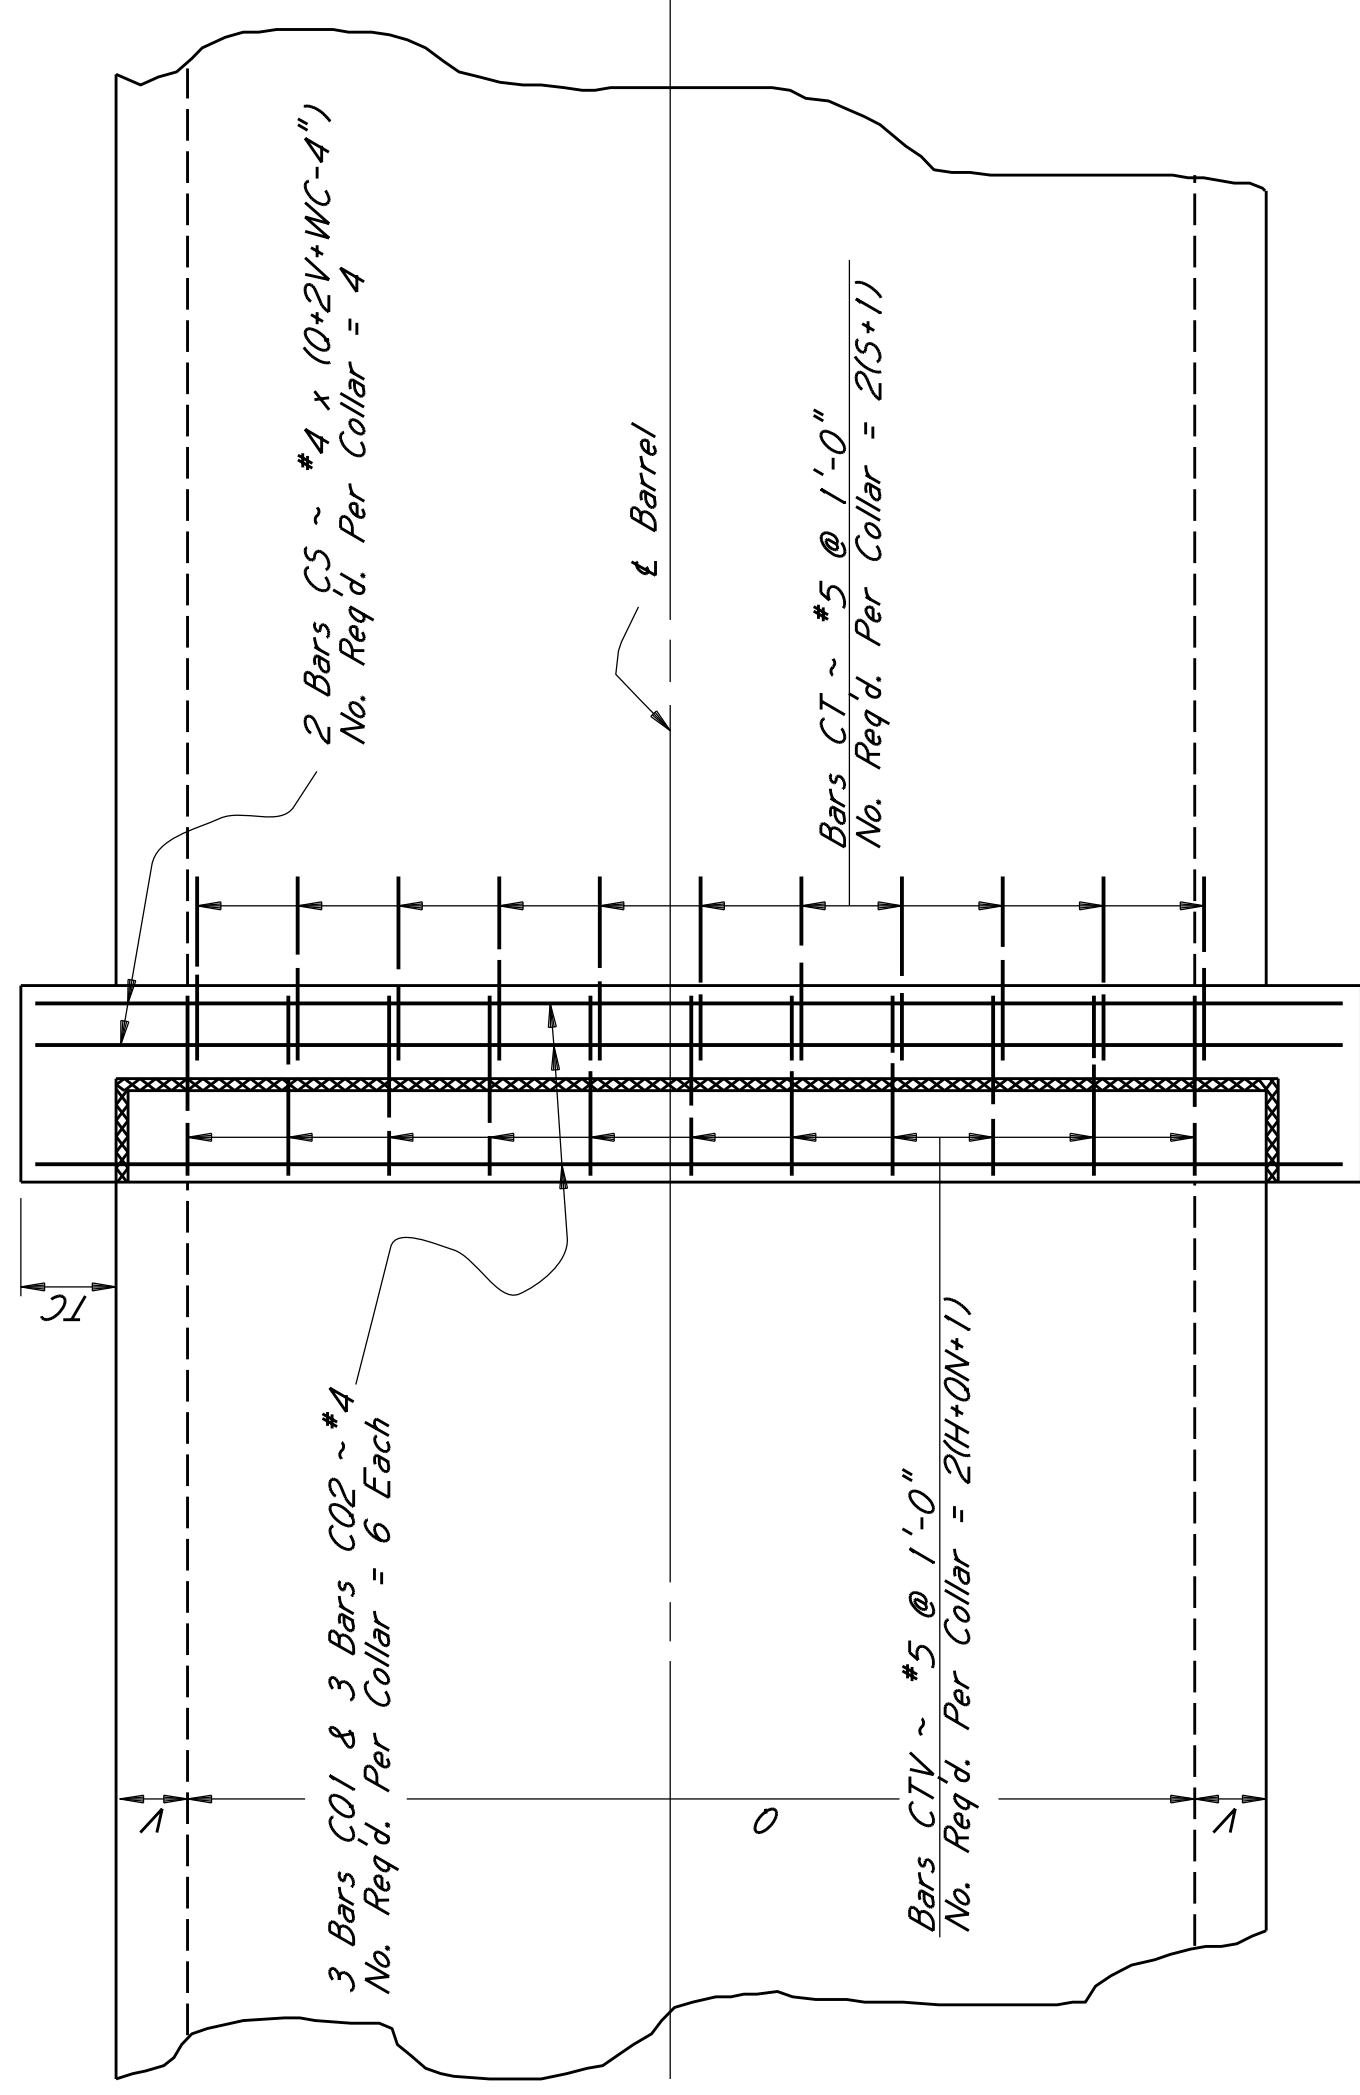 2 Bars CS ~ #4 x (O+2V+WC-4")
No. Req'd. Per Collar = 4
℄ Barrel
Bars CT ~ #5 @ 1'-0"
No. Req'd. Per Collar = 2(S+1)
TC
3 Bars CO1 & 3 Bars CO2 ~ #4
No. Req'd. Per Collar = 6 Each
Bars CTV ~ #5 @ 1'-0"
No. Req'd. Per Collar = 2(H+ON+1)
V
O
V